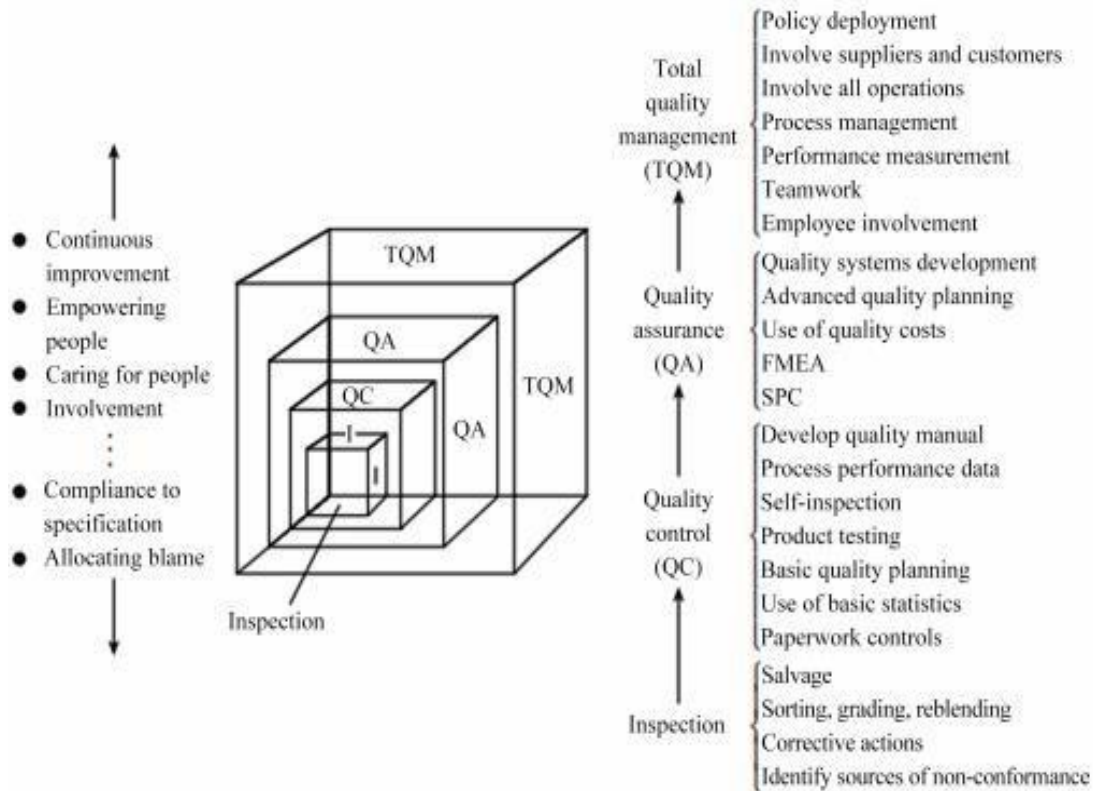 ● Continuous
improvement
● Empowering
people
● Caring for people
● Involvement
● Compliance to
specification
● Allocating blame
TQM
QA
TQM
QC
QA
I
I
Inspection
Total
quality
management
(TQM)
Policy deployment
Involve suppliers and customers
Involve all operations
Process management
Performance measurement
Teamwork
Employee involvement
Quality
assurance
(QA)
Quality systems development
Advanced quality planning
Use of quality costs
FMEA
SPC
Quality
control
(QC)
Develop quality manual
Process performance data
Self-inspection
Product testing
Basic quality planning
Use of basic statistics
Paperwork controls
Inspection
Salvage
Sorting, grading, reblending
Corrective actions
Identify sources of non-conformance